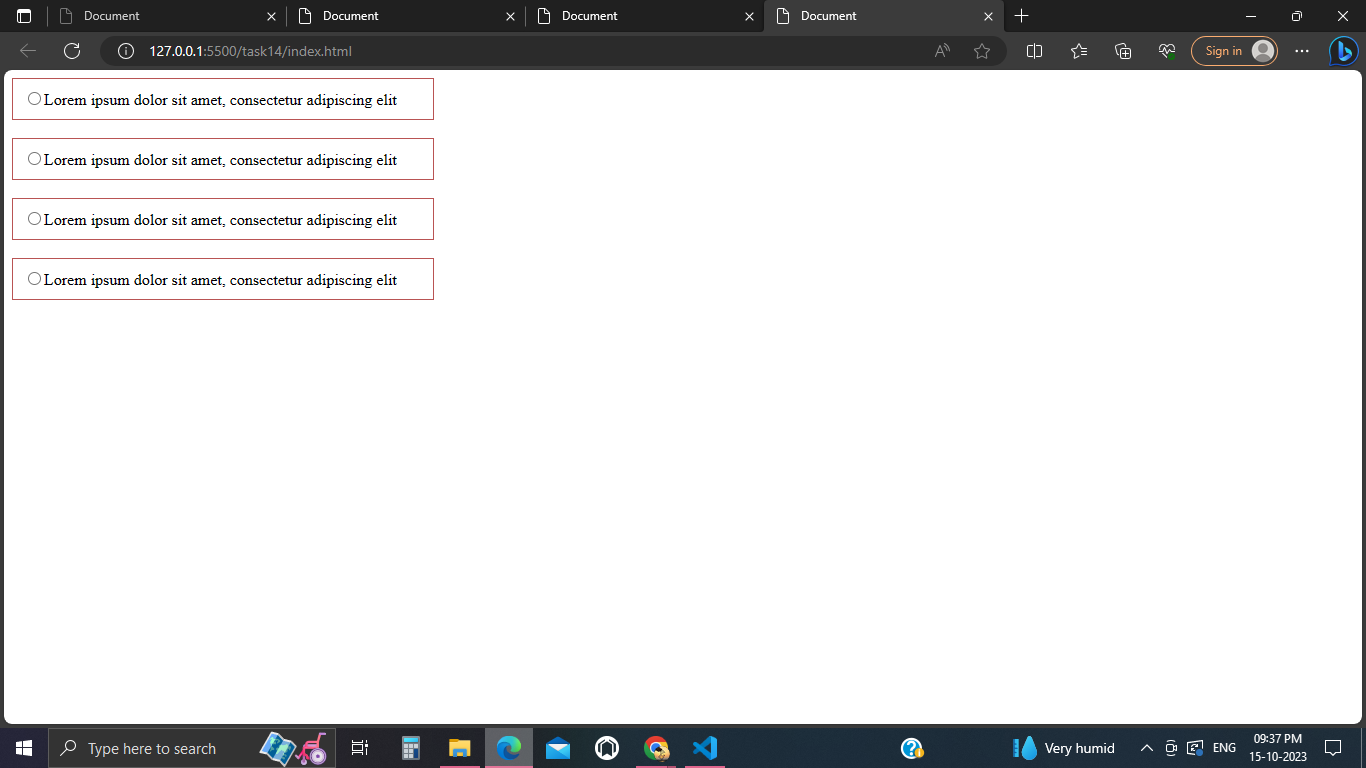 Document
Document
Document
Document
127.0.0.1:5500/task14/index.html
Sign in
Lorem ipsum dolor sit amet, consectetur adipiscing elit
Lorem ipsum dolor sit amet, consectetur adipiscing elit
Lorem ipsum dolor sit amet, consectetur adipiscing elit
Lorem ipsum dolor sit amet, consectetur adipiscing elit
Type here to search
Very humid
ENG
09:37 PM
15-10-2023